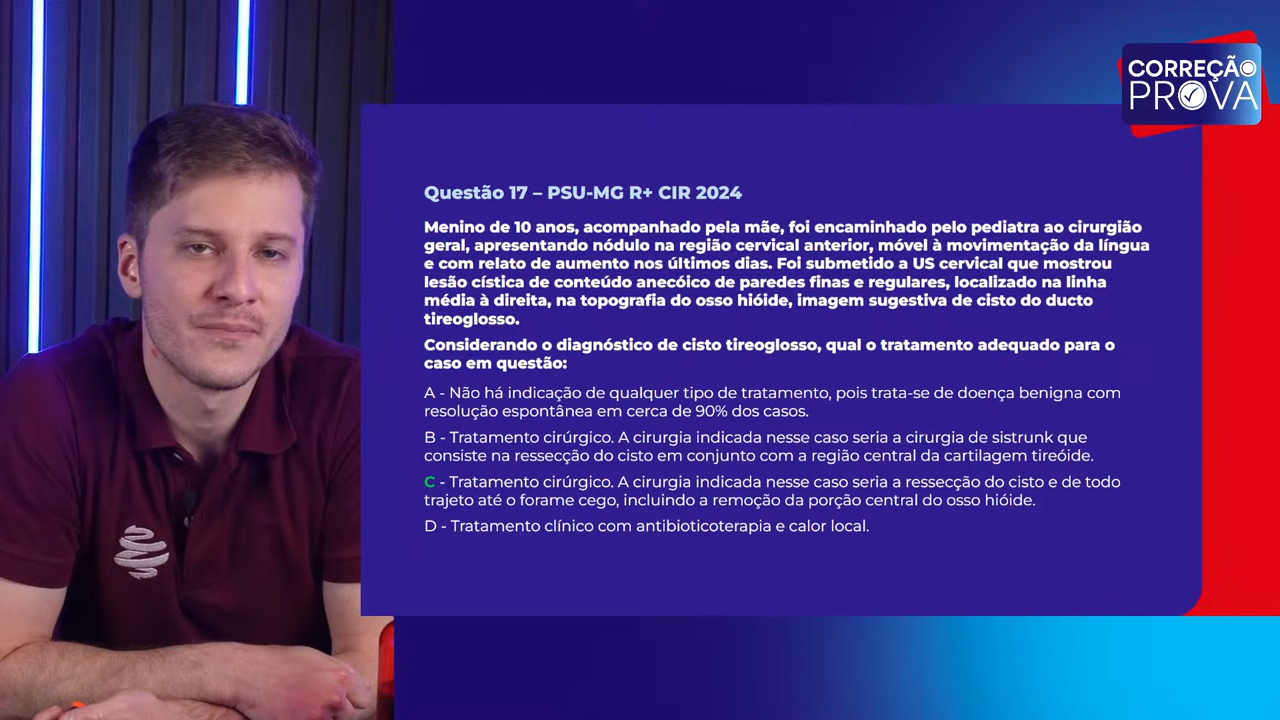 CORREÇÃO
PROVA
Questão 17 – PSU-MG R+ CIR 2024
Menino de 10 anos, acompanhado pela mãe, foi encaminhado pelo pediatra ao cirurgião
geral, apresentando nódulo na região cervical anterior, móvel à movimentação da língua
e com relato de aumento nos últimos dias. Foi submetido a US cervical que mostrou
lesão cística de conteúdo anecóico de paredes finas e regulares, localizado na linha
média à direita, na topografia do osso hióide, imagem sugestiva de cisto do ducto
tireoglosso.
Considerando o diagnóstico de cisto tireoglosso, qual o tratamento adequado para o
caso em questão:
A - Não há indicação de qualquer tipo de tratamento, pois trata-se de doença benigna com
resolução espontânea em cerca de 90% dos casos.
B - Tratamento cirúrgico. A cirurgia indicada nesse caso seria a cirurgia de sistrunk que
consiste na ressecção do cisto em conjunto com a região central da cartilagem tireóide.
C - Tratamento cirúrgico. A cirurgia indicada nesse caso seria a ressecção do cisto e de todo
trajeto até o forame cego, incluindo a remoção da porção central do osso hióide.
D - Tratamento clínico com antibioticoterapia e calor local.